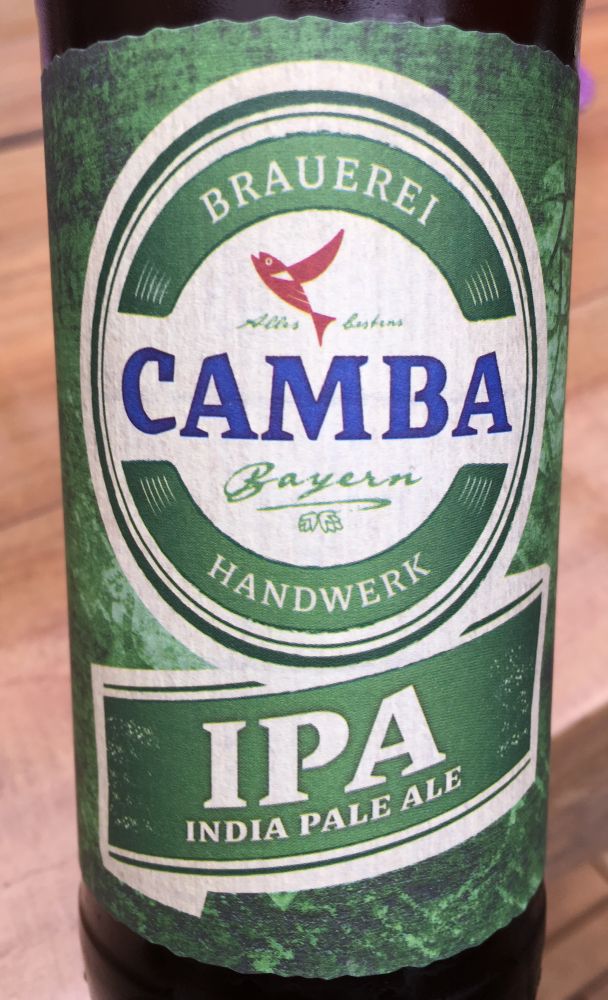 BRAUEREI
Alles bestens
CAMBA
Bayern
HANDWERK
IPA
INDIA PALE ALE